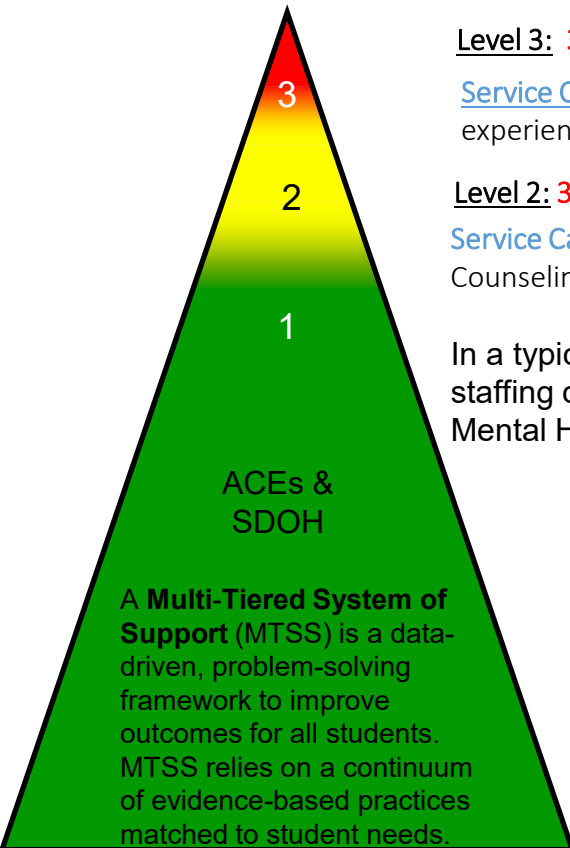 3
Level 3: 3
Service
experien
2
Level 2: 3
Service Ca
Counselin
1
In a typic
staffing
Mental H
ACEs &
SDOH
A Multi-Tiered System of
Support (MTSS) is a data-
driven, problem-solving
framework to improve
outcomes for all students.
MTSS relies on a continuum
of evidence-based practices
matched to student needs.